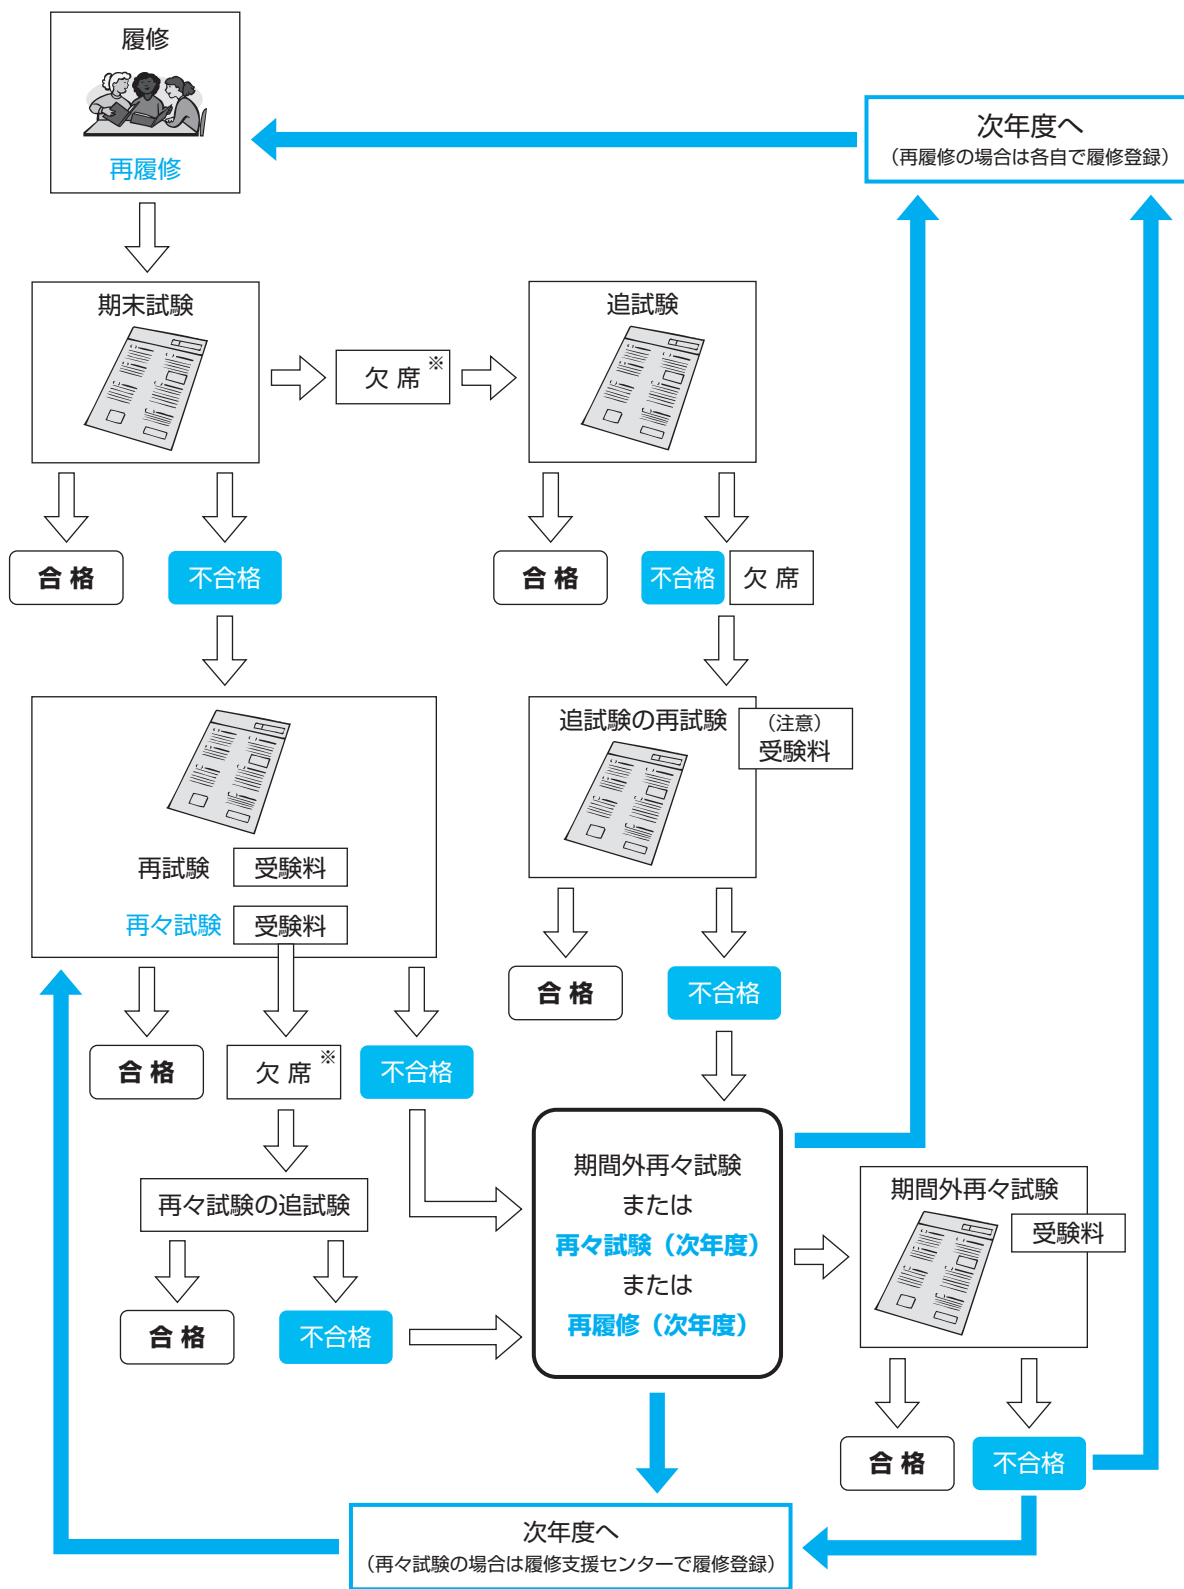 履修
再履修
次年度へ
（再履修の場合は各自で履修登録）
期末試験
欠 席※
追試験
合 格
不合格
合 格
不合格
欠 席
追試験の再試験
（注意）
受験料
再試験
受験料
再々試験
受験料
合 格
不合格
合 格
欠 席※
不合格
期間外再々試験
または
再々試験（次年度）
または
再履修（次年度）
再々試験の追試験
期間外再々試験
受験料
合 格
不合格
合 格
不合格
次年度へ
（再々試験の場合は履修支援センターで履修登録）